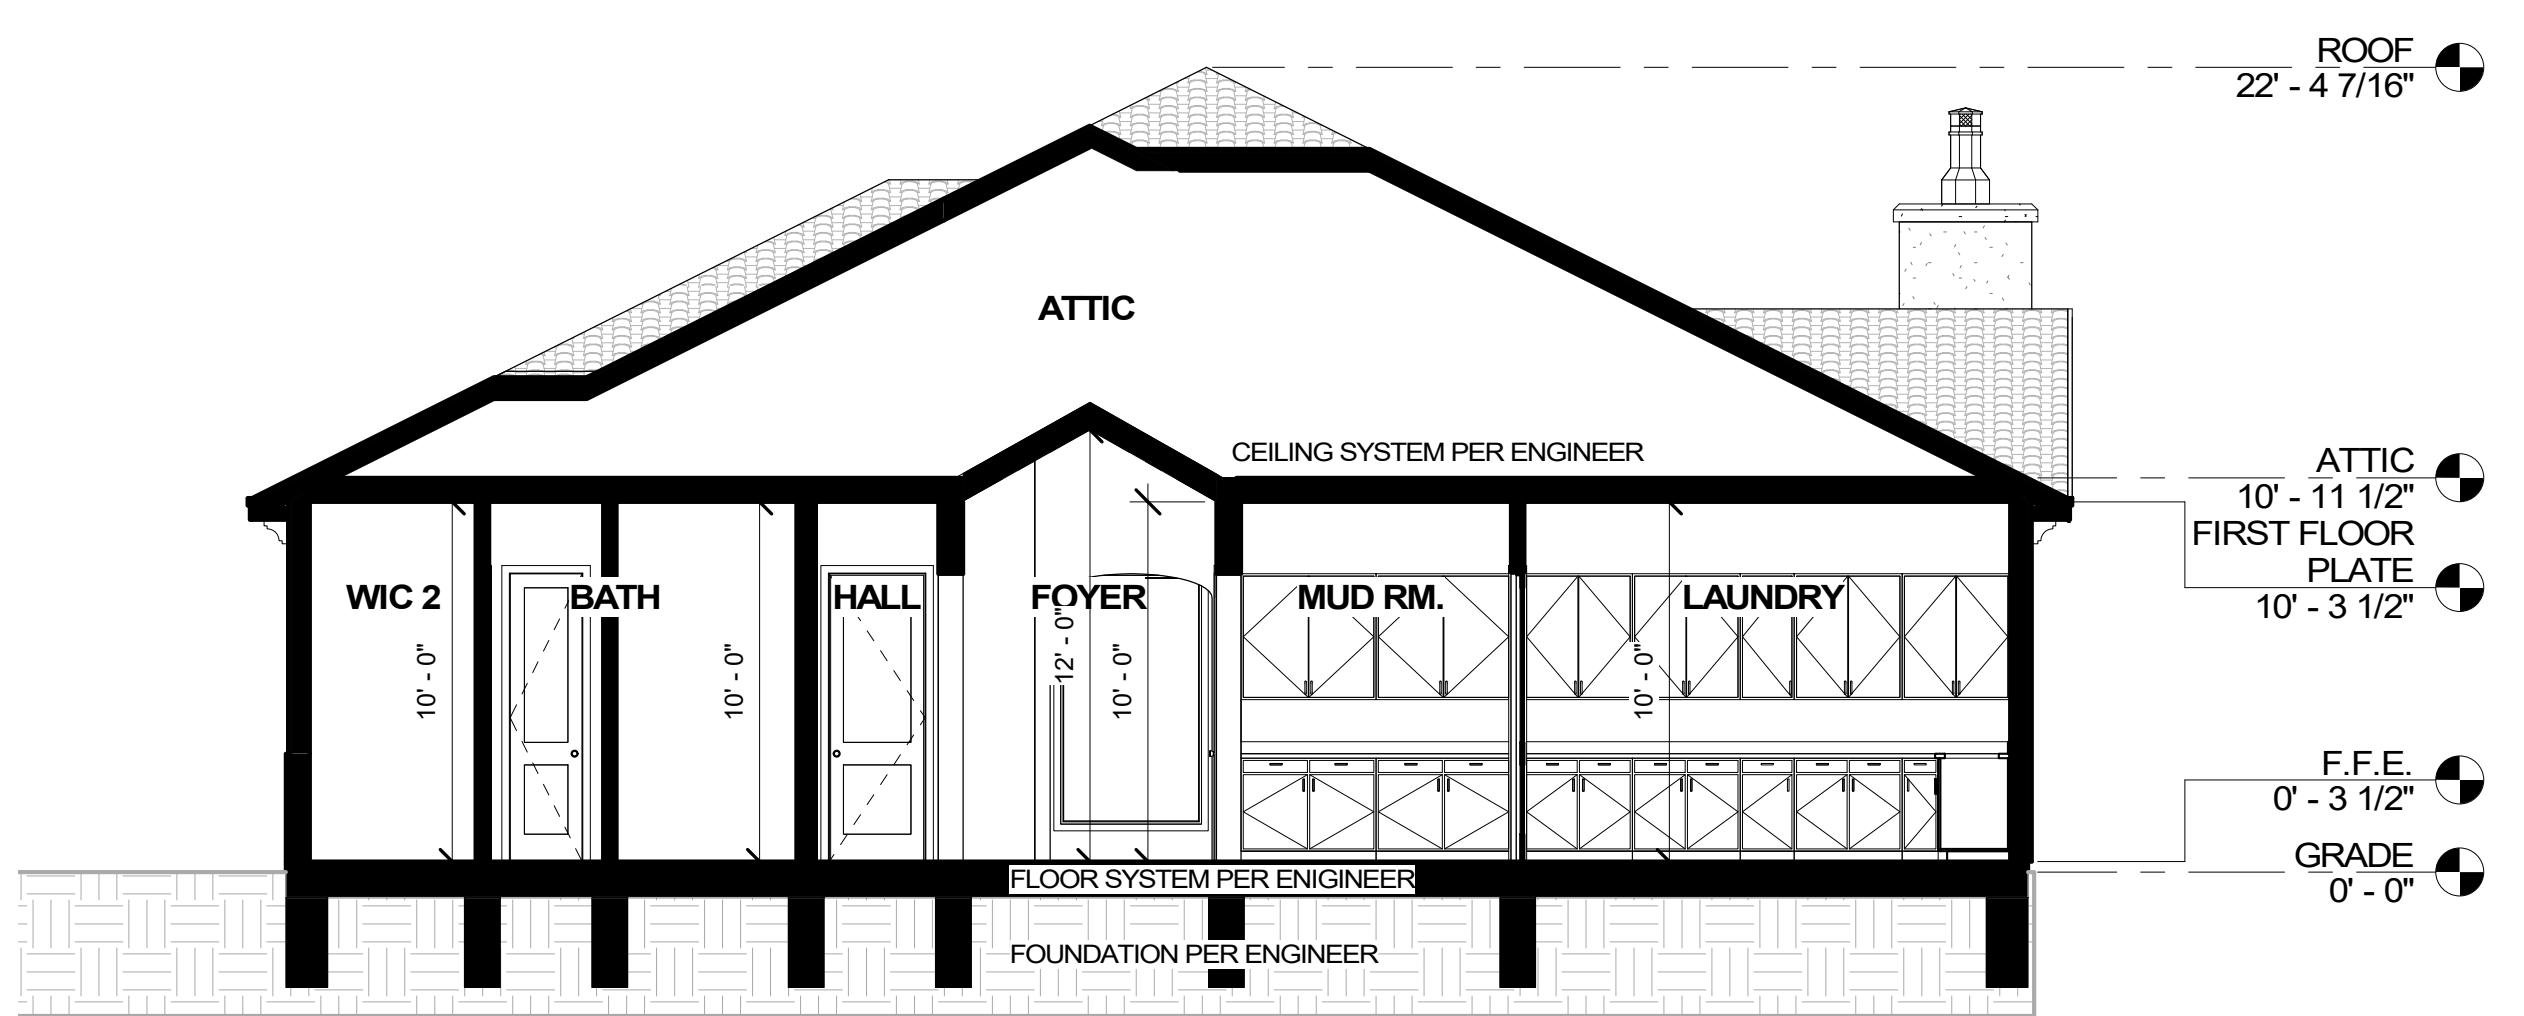 ROOF
22' - 4 7/16"
ATTIC
CEILING SYSTEM PER ENGINEER
ATTIC
10' - 11 1/2"
FIRST FLOOR
PLATE
10' - 3 1/2"
WIC 2
BATH
HALL
FOYER
MUD RM.
LAUNDRY
10' - 0"
10' - 0"
12' - 0"
10' - 0"
10' - 0"
F.F.E.
0' - 3 1/2"
GRADE
0' - 0"
FLOOR SYSTEM PER ENIGINEER
FOUNDATION PER ENGINEER